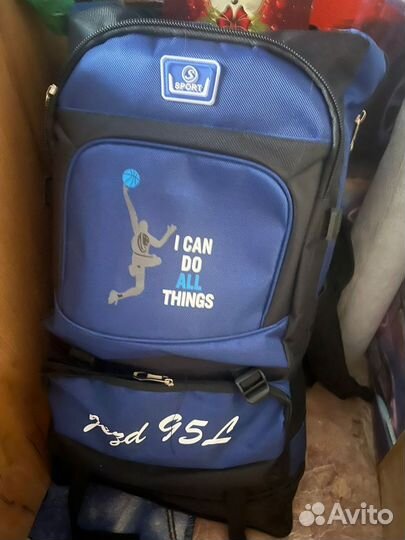 S
SPORT
I CAN
DO
ALL
THINGS
95L
Avito